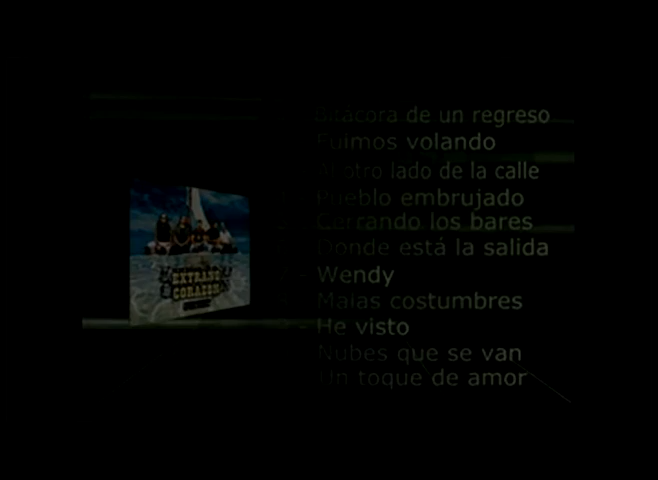 Bitácora de un regreso
Fuimos volando
Al otro lado de la calle
Pueblo embrujado
Cerrando los bares
Donde está la salida
Wendy
Malas costumbres
He visto
Nubes que se van
Un toque de amor
EXTRAÑO
CORAZÓN